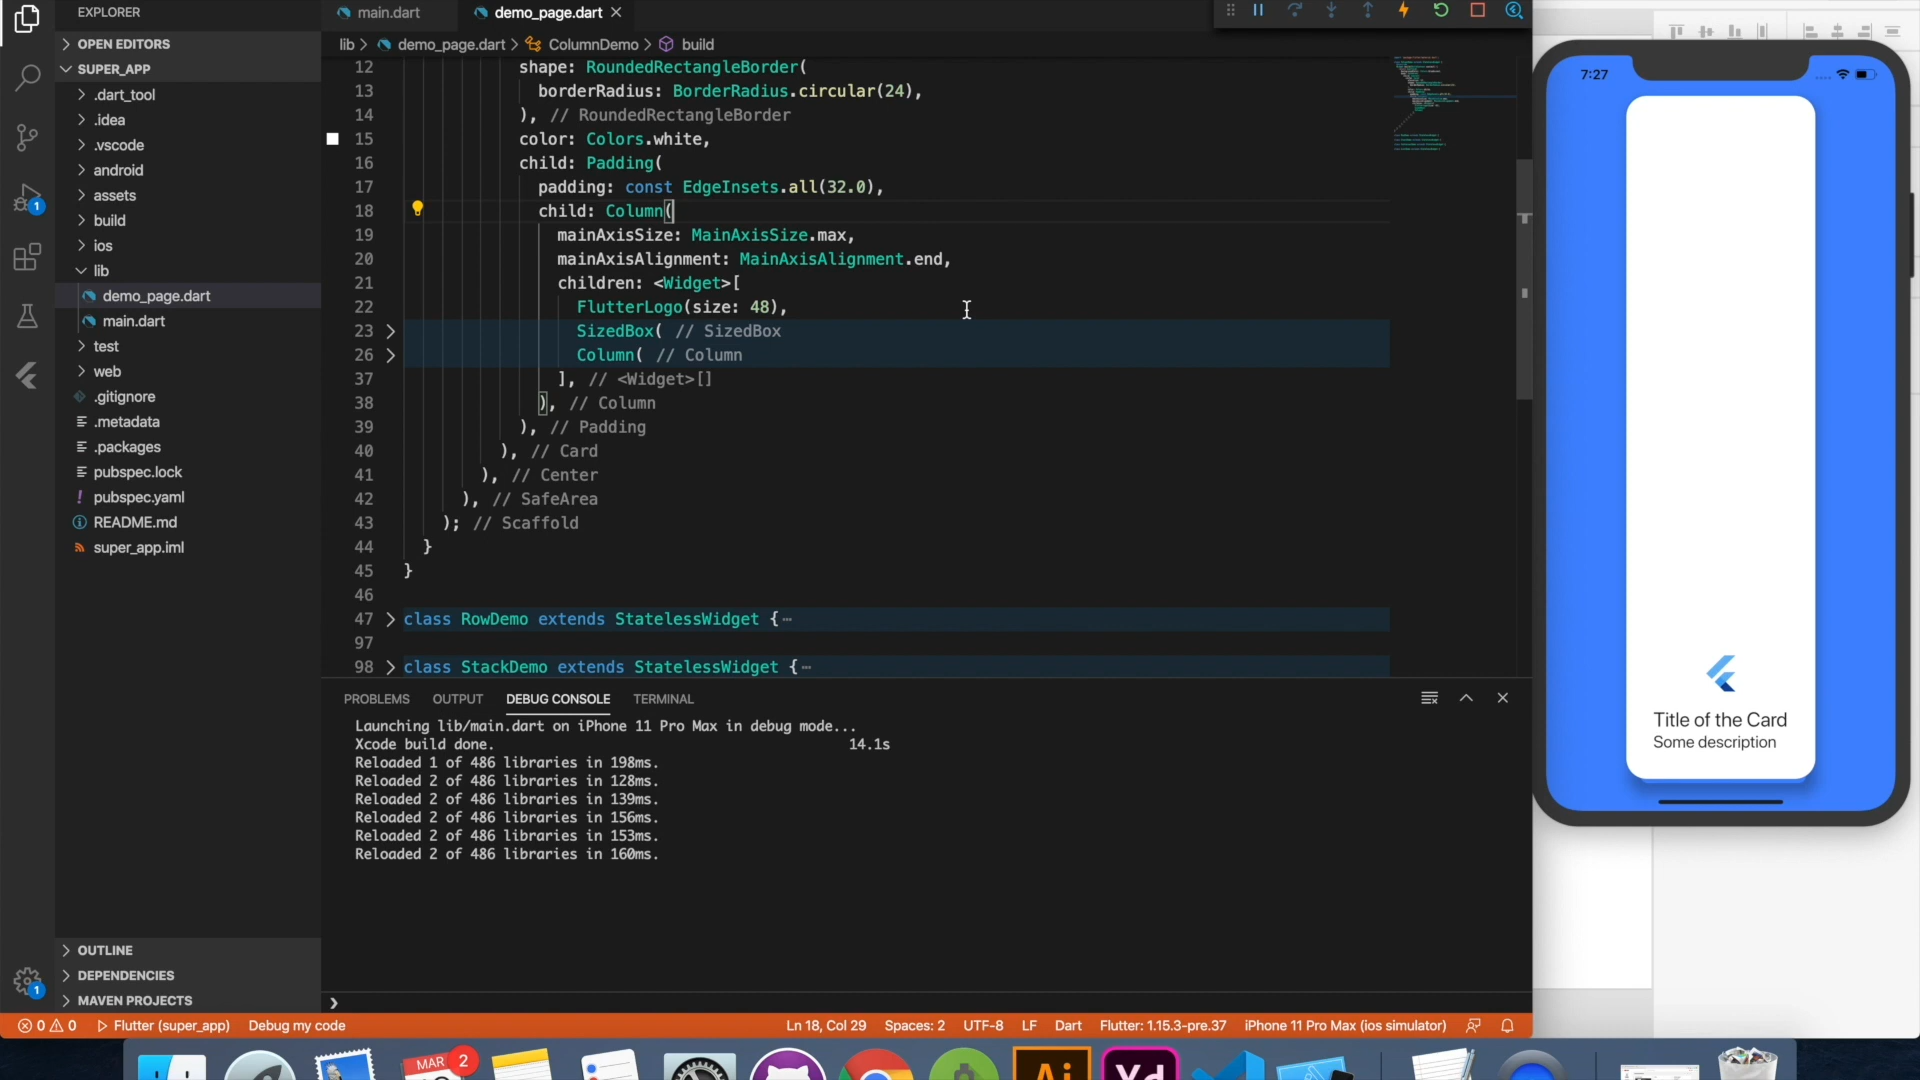 EXPLORER
OPEN EDITORS
SUPER_APP
.dart_tool
.idea
.vscode
android
assets
build
ios
lib
demo_page.dart
main.dart
test
web
.gitignore
.metadata
.packages
pubspec.lock
pubspec.yaml
README.md
super_app.iml
OUTLINE
DEPENDENCIES
MAVEN PROJECTS
1
1
main.dart demo_page.dart
lib > demo_page.dart > ColumnDemo > build
12 shape: RoundedRectangleBorder(
13 borderRadius: BorderRadius.circular(24),
14 ), // RoundedRectangleBorder
15 color: Colors.white,
16 child: Padding(
17 padding: const EdgeInsets.all(32.0),
18 child: Column(
19 mainAxisSize: MainAxisSize.max,
20 mainAxisAlignment: MainAxisAlignment.end,
21 children: <Widget>[
22 FlutterLogo(size: 48),
23 SizedBox( // SizedBox
26 Column( // Column
37 ], // <Widget>[]
38 ), // Column
39 ), // Padding
40 ), // Card
41 ), // Center
42 ), // SafeArea
43 ); // Scaffold
44 }
45 }
46
47 class RowDemo extends StatelessWidget {
97
98 class StackDemo extends StatelessWidget {
PROBLEMS OUTPUT DEBUG CONSOLE TERMINAL
Launching lib/main.dart on iPhone 11 Pro Max in debug mode...
Xcode build done. 14.1s
Reloaded 1 of 486 libraries in 198ms.
Reloaded 2 of 486 libraries in 128ms.
Reloaded 2 of 486 libraries in 139ms.
Reloaded 2 of 486 libraries in 156ms.
Reloaded 2 of 486 libraries in 153ms.
Reloaded 2 of 486 libraries in 160ms.
0 0 Flutter (super_app) Debug my code Ln 18, Col 29 Spaces: 2 UTF-8 LF Dart Flutter: 1.15.3-pre.37 iPhone 11 Pro Max (ios simulator)
7:27
Title of the Card
Some description
MAR 2
Ai
Xd